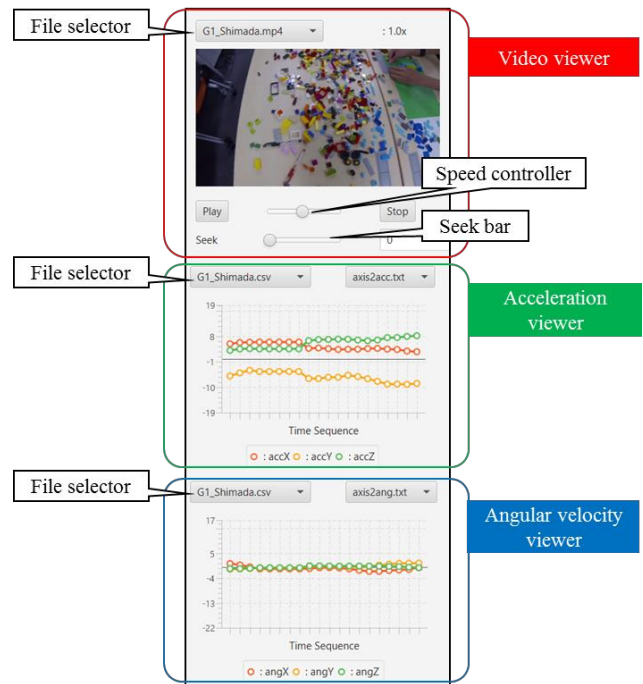 File selector
G1_Shimada.mp4
: 1.0x
Video viewer
Speed controller
Play
Stop
Seek bar
Seek
0
File selector
G1_Shimada.csv
axis2acc.txt
Acceleration
viewer
19
8
-1
-10
-19
Time Sequence
: accX : accY : accZ
File selector
G1_Shimada.csv
axis2ang.txt
Angular velocity
viewer
17
5
-4
-13
-22
Time Sequence
: angX : angY : angZ